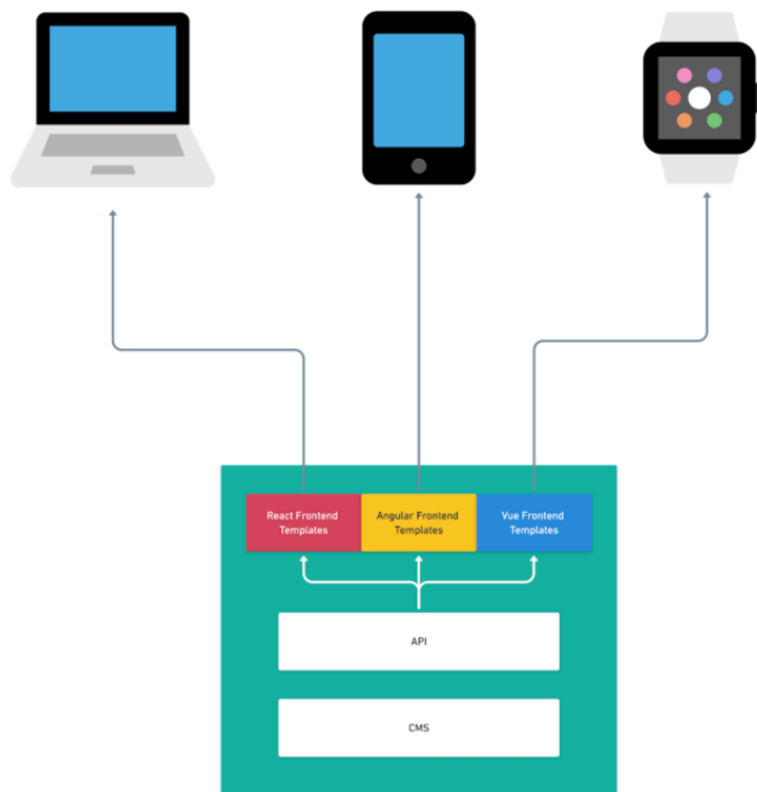 React Frontend
Templates
Angular Frontend
Templates
Vue Frontend
Templates
API
CMS